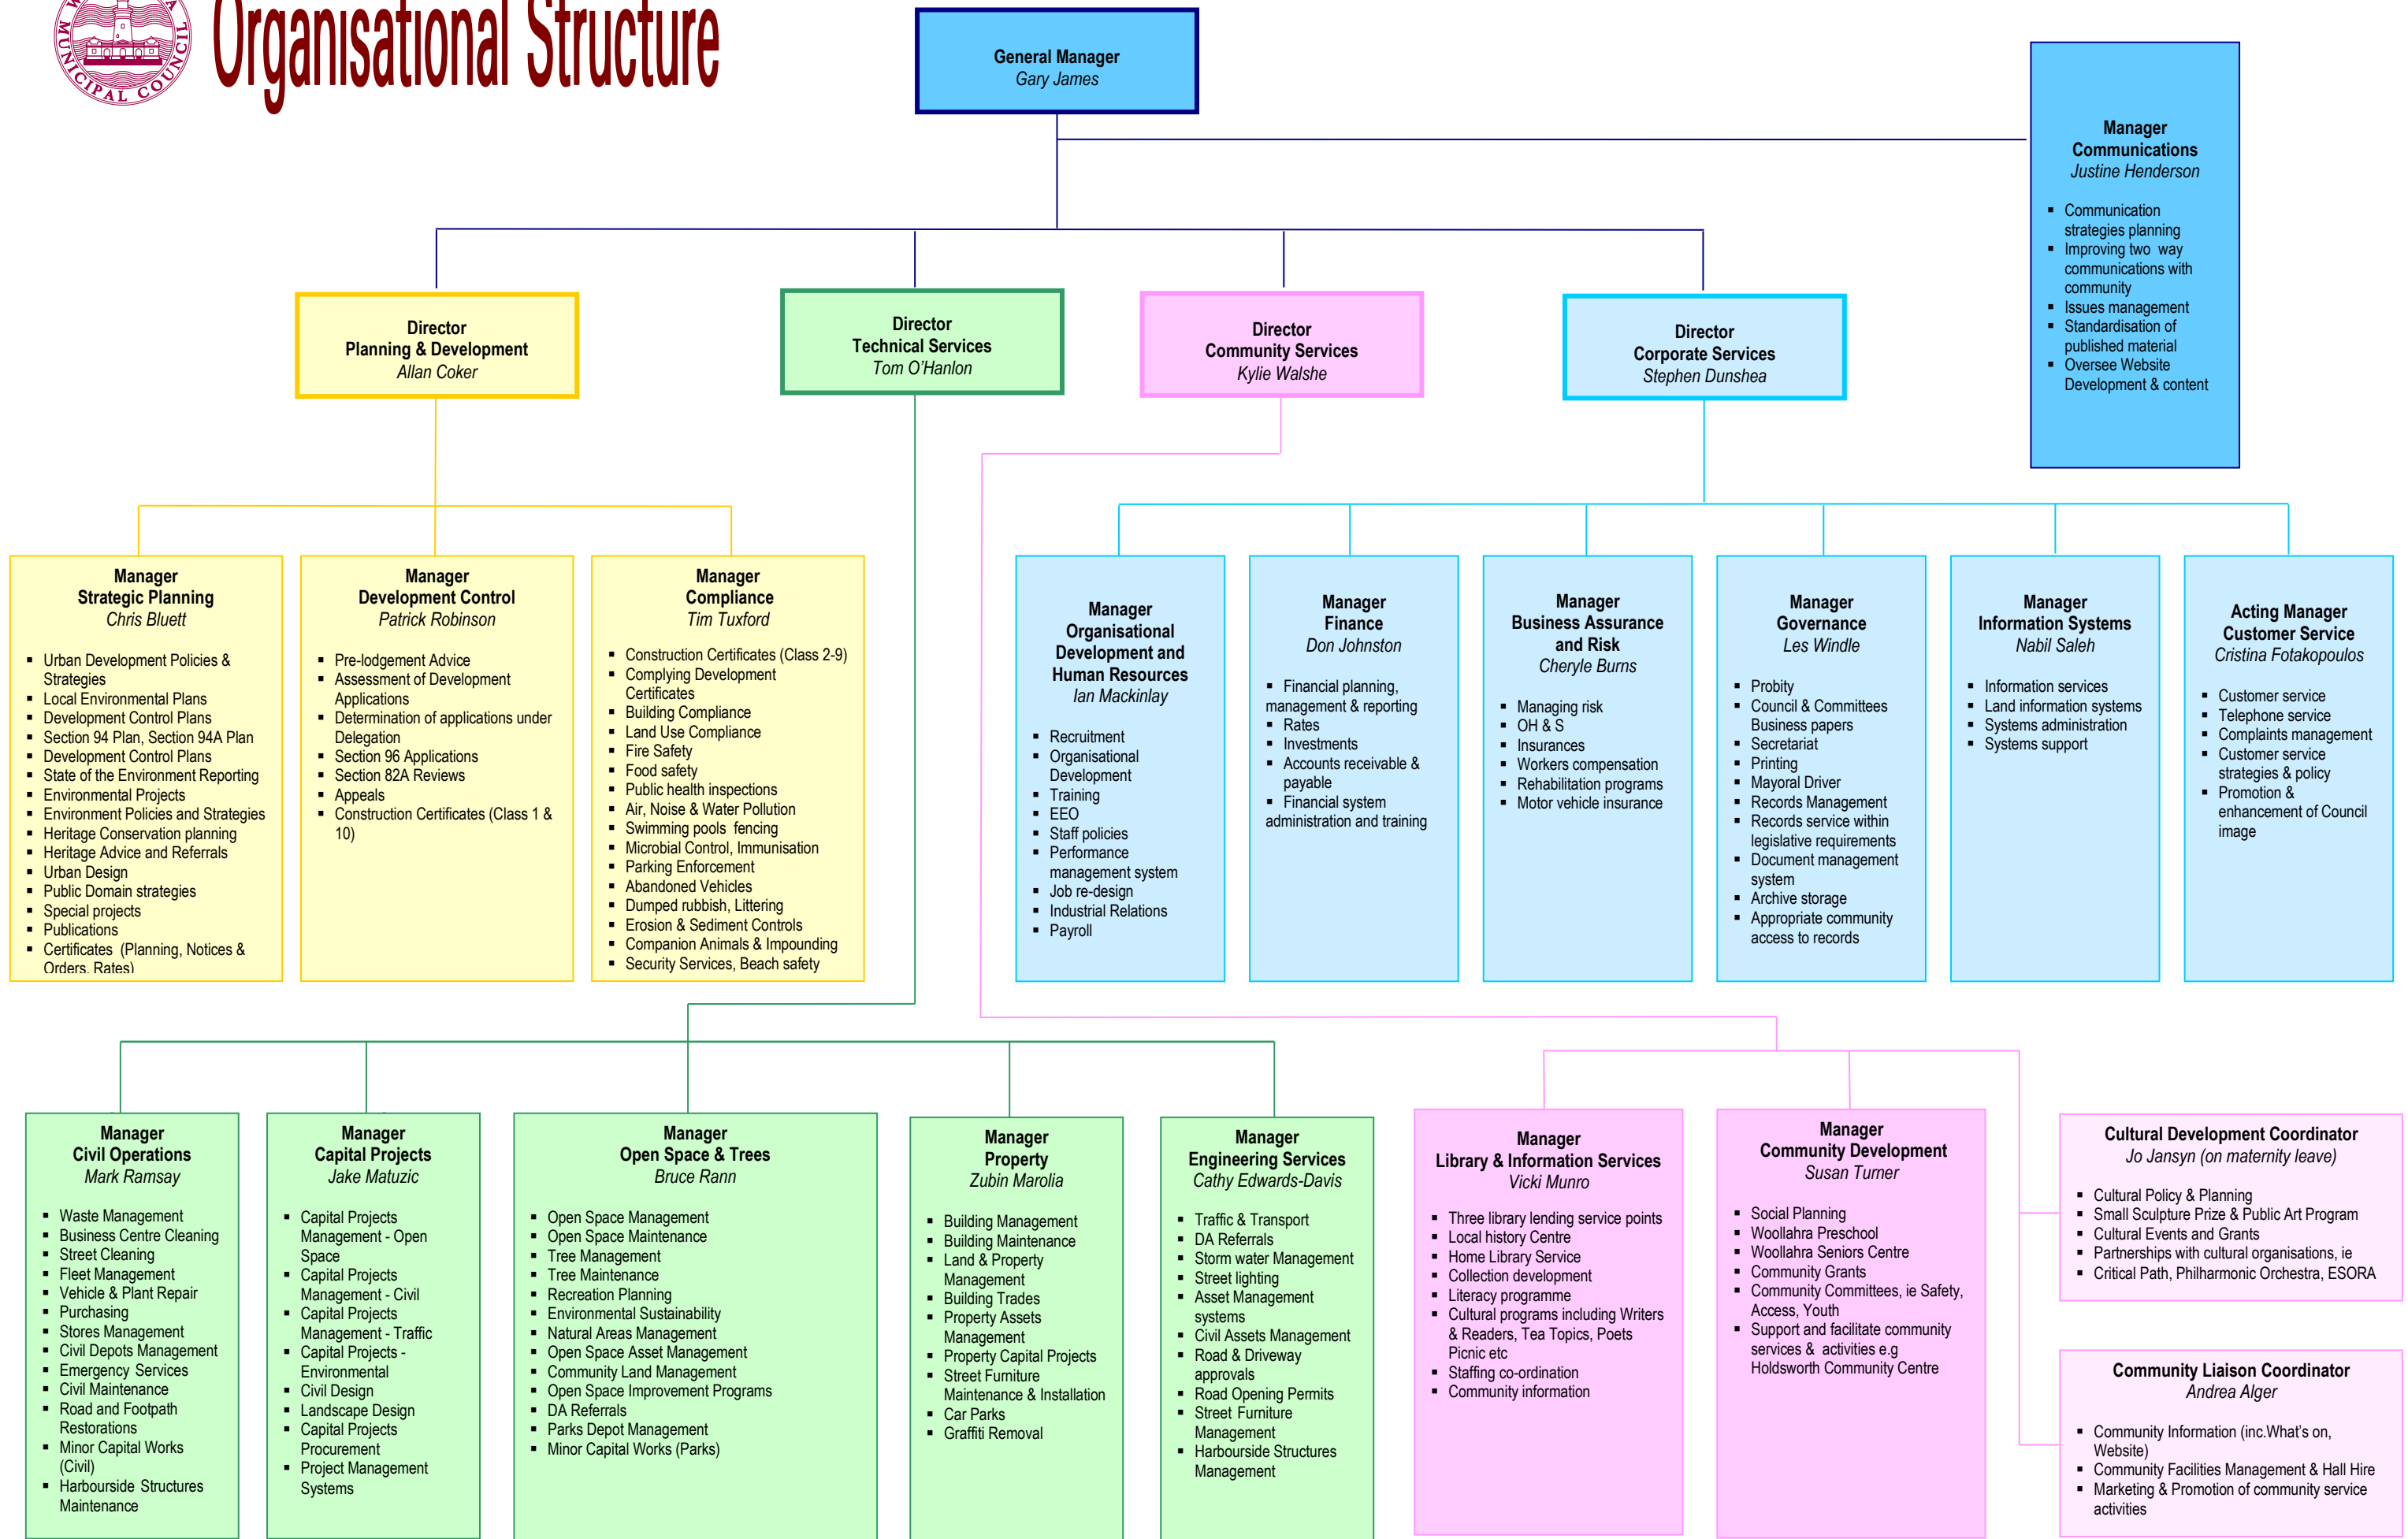 MUNICIPAL COUNCIL
Organisational Structure
General Manager
Gary James
Manager
Communications
Justine Henderson
▪ Communication
strategies planning
▪ Improving two way
communications with
community
▪ Issues management
▪ Standardisation of
published material
▪ Oversee Website
Development & content
Director
Planning & Development
Allan Coker
Director
Technical Services
Tom O'Hanlon
Director
Community Services
Kylie Walshe
Director
Corporate Services
Stephen Dunshea
Manager
Strategic Planning
Chris Bluett
▪ Urban Development Policies &
Strategies
▪ Local Environmental Plans
▪ Development Control Plans
▪ Section 94 Plan, Section 94A Plan
▪ Development Control Plans
▪ State of the Environment Reporting
▪ Environmental Projects
▪ Environment Policies and Strategies
▪ Heritage Conservation planning
▪ Heritage Advice and Referrals
▪ Urban Design
▪ Public Domain strategies
▪ Special projects
▪ Publications
▪ Certificates (Planning, Notices &
Orders, Rates)
Manager
Development Control
Patrick Robinson
▪ Pre-lodgement Advice
▪ Assessment of Development
Applications
▪ Determination of applications under
Delegation
▪ Section 96 Applications
▪ Section 82A Reviews
▪ Appeals
▪ Construction Certificates (Class 1 &
10)
Manager
Compliance
Tim Tuxford
▪ Construction Certificates (Class 2-9)
▪ Complying Development
Certificates
▪ Building Compliance
▪ Land Use Compliance
▪ Fire Safety
▪ Food safety
▪ Public health inspections
▪ Air, Noise & Water Pollution
▪ Swimming pools fencing
▪ Microbial Control, Immunisation
▪ Parking Enforcement
▪ Abandoned Vehicles
▪ Dumped rubbish, Littering
▪ Erosion & Sediment Controls
▪ Companion Animals & Impounding
▪ Security Services, Beach safety
Manager
Organisational
Development and
Human Resources
Ian Mackinlay
▪ Recruitment
▪ Organisational
Development
▪ Training
▪ EEO
▪ Staff policies
▪ Performance
management system
▪ Job re-design
▪ Industrial Relations
▪ Payroll
Manager
Finance
Don Johnston
▪ Financial planning,
management & reporting
▪ Rates
▪ Investments
▪ Accounts receivable &
payable
▪ Financial system
administration and training
Manager
Business Assurance
and Risk
Cheryle Burns
▪ Managing risk
▪ OH & S
▪ Insurances
▪ Workers compensation
▪ Rehabilitation programs
▪ Motor vehicle insurance
Manager
Governance
Les Windle
▪ Probity
▪ Council & Committees
Business papers
▪ Secretariat
▪ Printing
▪ Mayoral Driver
▪ Records Management
▪ Records service within
legislative requirements
▪ Document management
system
▪ Archive storage
▪ Appropriate community
access to records
Manager
Information Systems
Nabil Saleh
▪ Information services
▪ Land information systems
▪ Systems administration
▪ Systems support
Acting Manager
Customer Service
Cristina Fotakopoulos
▪ Customer service
▪ Telephone service
▪ Complaints management
▪ Customer service
strategies & policy
▪ Promotion &
enhancement of Council
image
Manager
Civil Operations
Mark Ramsay
▪ Waste Management
▪ Business Centre Cleaning
▪ Street Cleaning
▪ Fleet Management
▪ Vehicle & Plant Repair
▪ Purchasing
▪ Stores Management
▪ Civil Depots Management
▪ Emergency Services
▪ Civil Maintenance
▪ Road and Footpath
Restorations
▪ Minor Capital Works
(Civil)
▪ Harbourside Structures
Maintenance
Manager
Capital Projects
Jake Matuzic
▪ Capital Projects
Management - Open
Space
▪ Capital Projects
Management - Civil
▪ Capital Projects
Management - Traffic
▪ Capital Projects -
Environmental
▪ Civil Design
▪ Landscape Design
▪ Capital Projects
Procurement
▪ Project Management
Systems
Manager
Open Space & Trees
Bruce Rann
▪ Open Space Management
▪ Open Space Maintenance
▪ Tree Management
▪ Tree Maintenance
▪ Recreation Planning
▪ Environmental Sustainability
▪ Natural Areas Management
▪ Open Space Asset Management
▪ Community Land Management
▪ Open Space Improvement Programs
▪ DA Referrals
▪ Parks Depot Management
▪ Minor Capital Works (Parks)
Manager
Property
Zubin Marolia
▪ Building Management
▪ Building Maintenance
▪ Land & Property
Management
▪ Building Trades
▪ Property Assets
Management
▪ Property Capital Projects
▪ Street Furniture
Maintenance & Installation
▪ Car Parks
▪ Graffiti Removal
Manager
Engineering Services
Cathy Edwards-Davis
▪ Traffic & Transport
▪ DA Referrals
▪ Storm water Management
▪ Street lighting
▪ Asset Management
systems
▪ Civil Assets Management
▪ Road & Driveway
approvals
▪ Road Opening Permits
▪ Street Furniture
Management
▪ Harbourside Structures
Management
Manager
Library & Information Services
Vicki Munro
▪ Three library lending service points
▪ Local history Centre
▪ Home Library Service
▪ Collection development
▪ Literacy programme
▪ Cultural programs including Writers
& Readers, Tea Topics, Poets
Picnic etc
▪ Staffing co-ordination
▪ Community information
Manager
Community Development
Susan Turner
▪ Social Planning
▪ Woollahra Preschool
▪ Woollahra Seniors Centre
▪ Community Grants
▪ Community Committees, ie Safety,
Access, Youth
▪ Support and facilitate community
services & activities e.g
Holdsworth Community Centre
Cultural Development Coordinator
Jo Jansyn (on maternity leave)
▪ Cultural Policy & Planning
▪ Small Sculpture Prize & Public Art Program
▪ Cultural Events and Grants
▪ Partnerships with cultural organisations, ie
▪ Critical Path, Philharmonic Orchestra, ESORA
Community Liaison Coordinator
Andrea Alger
▪ Community Information (inc.What's on,
Website)
▪ Community Facilities Management & Hall Hire
▪ Marketing & Promotion of community service
activities